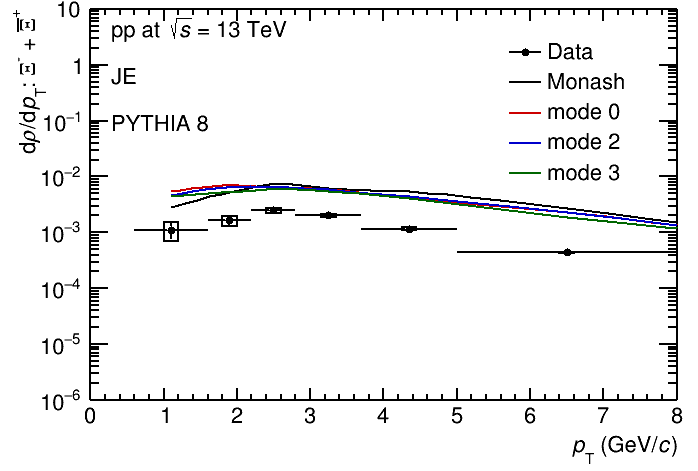 dρ/dp_T: Ξ⁻ + Ξ̅⁺
10
1
10⁻¹
10⁻²
10⁻³
10⁻⁴
10⁻⁵
10⁻⁶
pp at √s = 13 TeV
JE
PYTHIA 8
Data
Monash
mode 0
mode 2
mode 3
0 1 2 3 4 5 6 7 8
p_T (GeV/c)